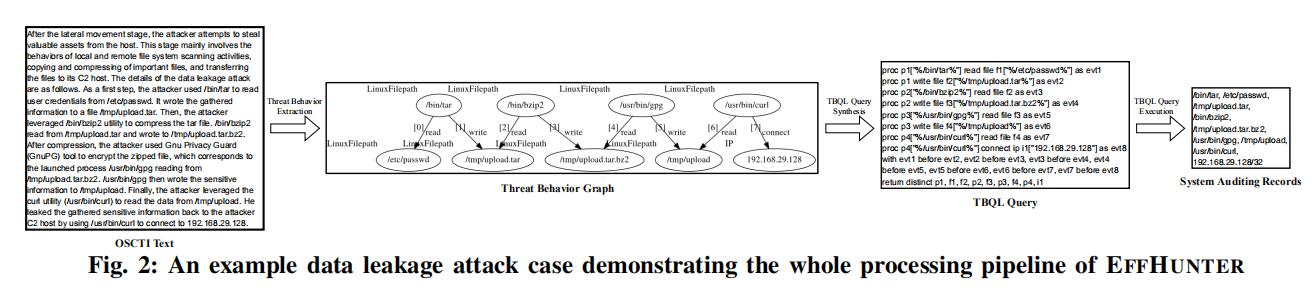 After the lateral movement stage, the attacker attempts to steal
valuable assets from the host. This stage mainly involves the
behaviors of local and remote file system scanning activities,
copying and compressing of important files, and transferring
the files to its C2 host. The details of the data leakage attack
are as follows. As a first step, the attacker used /bin/tar to read
user credentials from /etc/passwd. It wrote the gathered
information to a file /tmp/upload.tar. Then, the attacker
leveraged /bin/bzip2 utility to compress the tar file. /bin/bzip2
read from /tmp/upload.tar and wrote to /tmp/upload.tar.bz2.
After compression, the attacker used Gnu Privacy Guard
(GnuPG) tool to encrypt the zipped file, which corresponds to
the launched process /usr/bin/gpg reading from
/tmp/upload.tar.bz2. /usr/bin/gpg then wrote the sensitive
information to /tmp/upload. Finally, the attacker leveraged the
curl utility (/usr/bin/curl) to read the data from /tmp/upload. He
leaked the gathered sensitive information back to the attacker
C2 host by using /usr/bin/curl to connect to 192.168.29.128.
OSCTI Text
Threat Behavior
Extraction
LinuxFilepath LinuxFilepath LinuxFilepath LinuxFilepath
/bin/tar /bin/bzip2 /usr/bin/gpg /usr/bin/curl
[0] read [1] write [2] read [3] write [4] read [5] write [6] read [7] connect
LinuxFilepath LinuxFilepath LinuxFilepath LinuxFilepath IP
/etc/passwd /tmp/upload.tar /tmp/upload.tar.bz2 /tmp/upload 192.168.29.128
Threat Behavior Graph
TBQL Query
Synthesis
proc p1["%/bin/tar%"] read file f1["%/etc/passwd%"] as evt1
proc p1 write file f2["%/tmp/upload.tar%"] as evt2
proc p2["%/bin/bzip2%"] read file f2 as evt3
proc p2 write file f3["%/tmp/upload.tar.bz2%"] as evt4
proc p3["%/usr/bin/gpg%"] read file f3 as evt5
proc p3 write file f4["%/tmp/upload%"] as evt6
proc p4["%/usr/bin/curl%"] read file f4 as evt7
proc p4["%/usr/bin/curl%"] connect ip i1["192.168.29.128"] as evt8
with evt1 before evt2, evt2 before evt3, evt3 before evt4, evt4
before evt5, evt5 before evt6, evt6 before evt7, evt7 before evt8
return distinct p1, f1, f2, p2, f3, p3, f4, p4, i1
TBQL Query
TBQL Query
Execution
/bin/tar, /etc/passwd,
/tmp/upload.tar,
/bin/bzip2,
/tmp/upload.tar.bz2,
/usr/bin/gpg, /tmp/upload,
/usr/bin/curl,
192.168.29.128/32
System Auditing Records
Fig. 2: An example data leakage attack case demonstrating the whole processing pipeline of EFFHUNTER